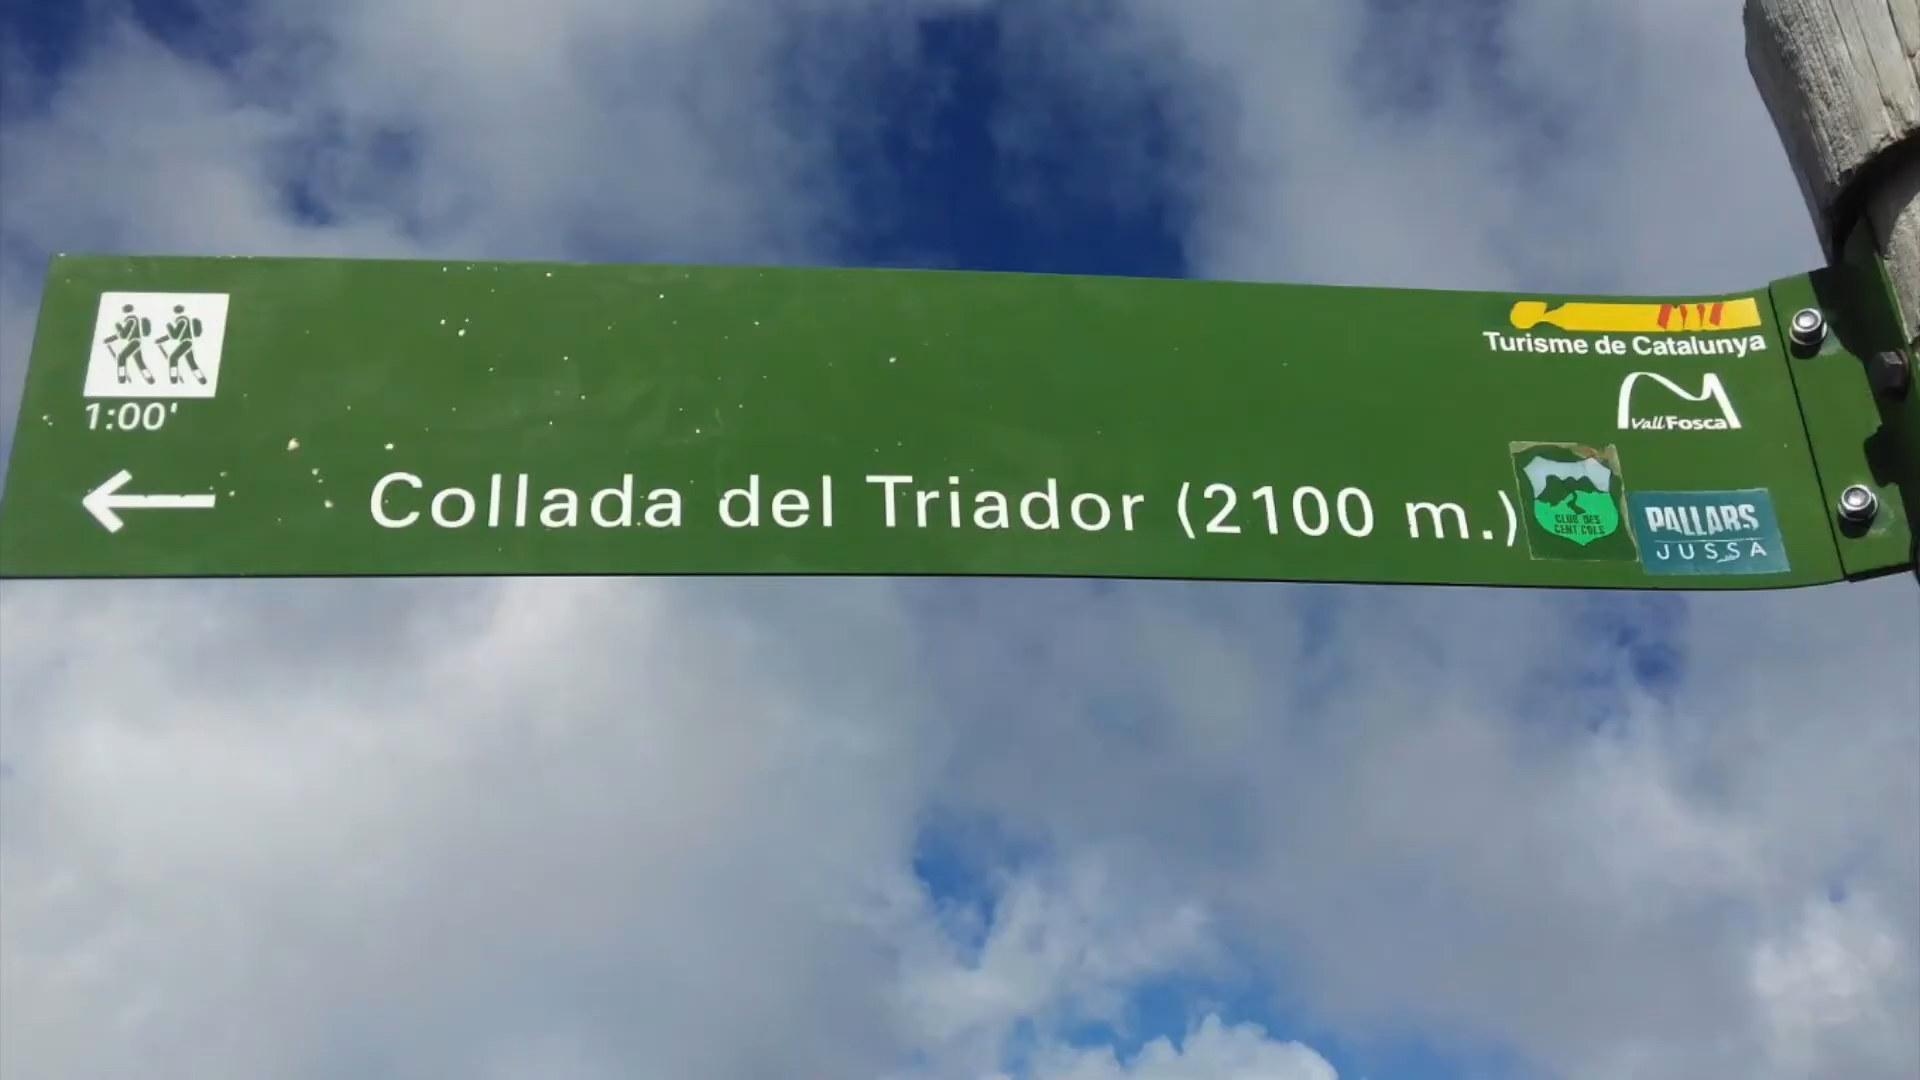 Turisme de Catalunya
1:00'
Vall Fosca
Collada del Triador (2100 m.)
CLUB DES
CENT COLS
PALLARS
JUSSA